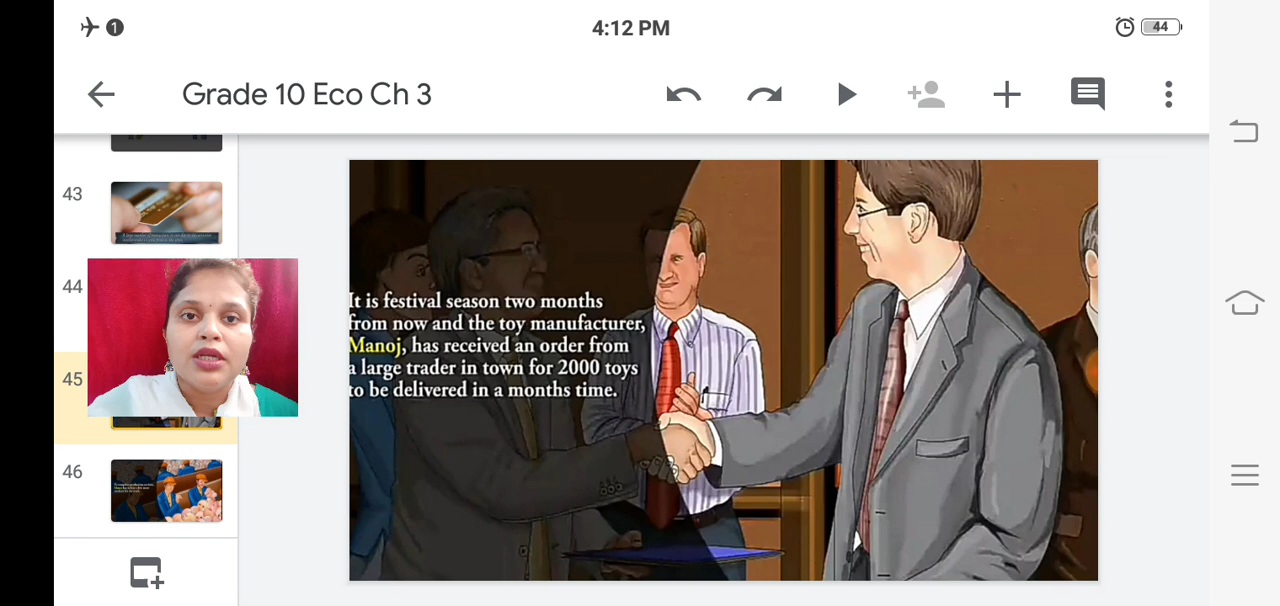 1
4:12 PM
44
Grade 10 Eco Ch 3
43
44
45
46
It is festival season two months
from now and the toy manufacturer,
Manoj, has received an order from
a large trader in town for 2000 toys
to be delivered in a months time.